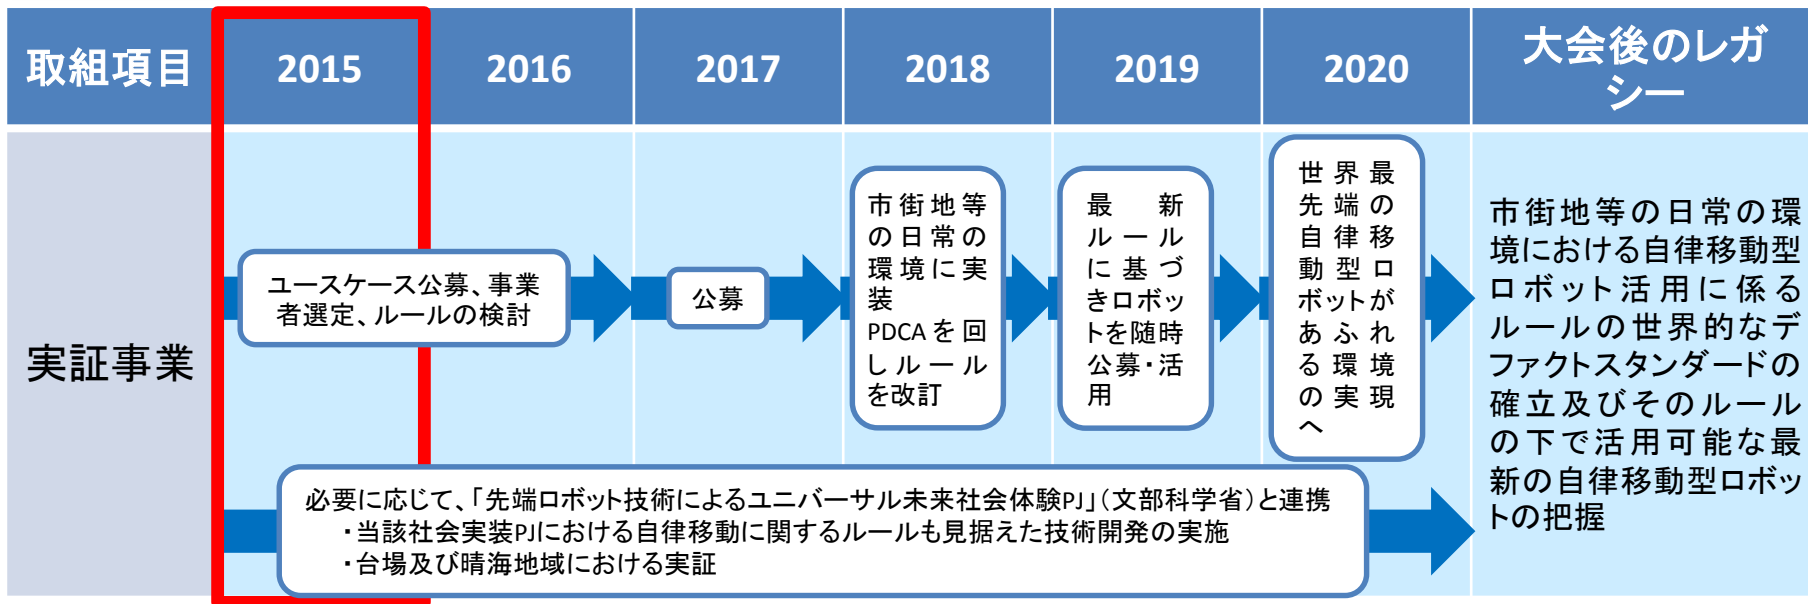 取組項目
2015
2016
2017
2018
2019
2020
大会後のレガ
シー
実証事業
ユースケース公募、事業
者選定、ルールの検討
公募
市街地等
の日常の
環境に実
装
PDCAを回
しルール
を改訂
最新
ルール
に基づ
きロボッ
トを随時
公募・活
用
世界最
先端の
自律移
動型ロ
ボットが
あふれ
る環境
の実現
へ
市街地等の日常の環
境における自律移動型
ロボット活用に係る
ルールの世界的なデ
ファクトスタンダードの
確立及びそのルール
の下で活用可能な最
新の自律移動型ロボッ
トの把握
必要に応じて、「先端ロボット技術によるユニバーサル未来社会体験PJ」（文部科学省）と連携
・当該社会実装PJにおける自律移動に関するルールも見据えた技術開発の実施
・台場及び晴海地域における実証